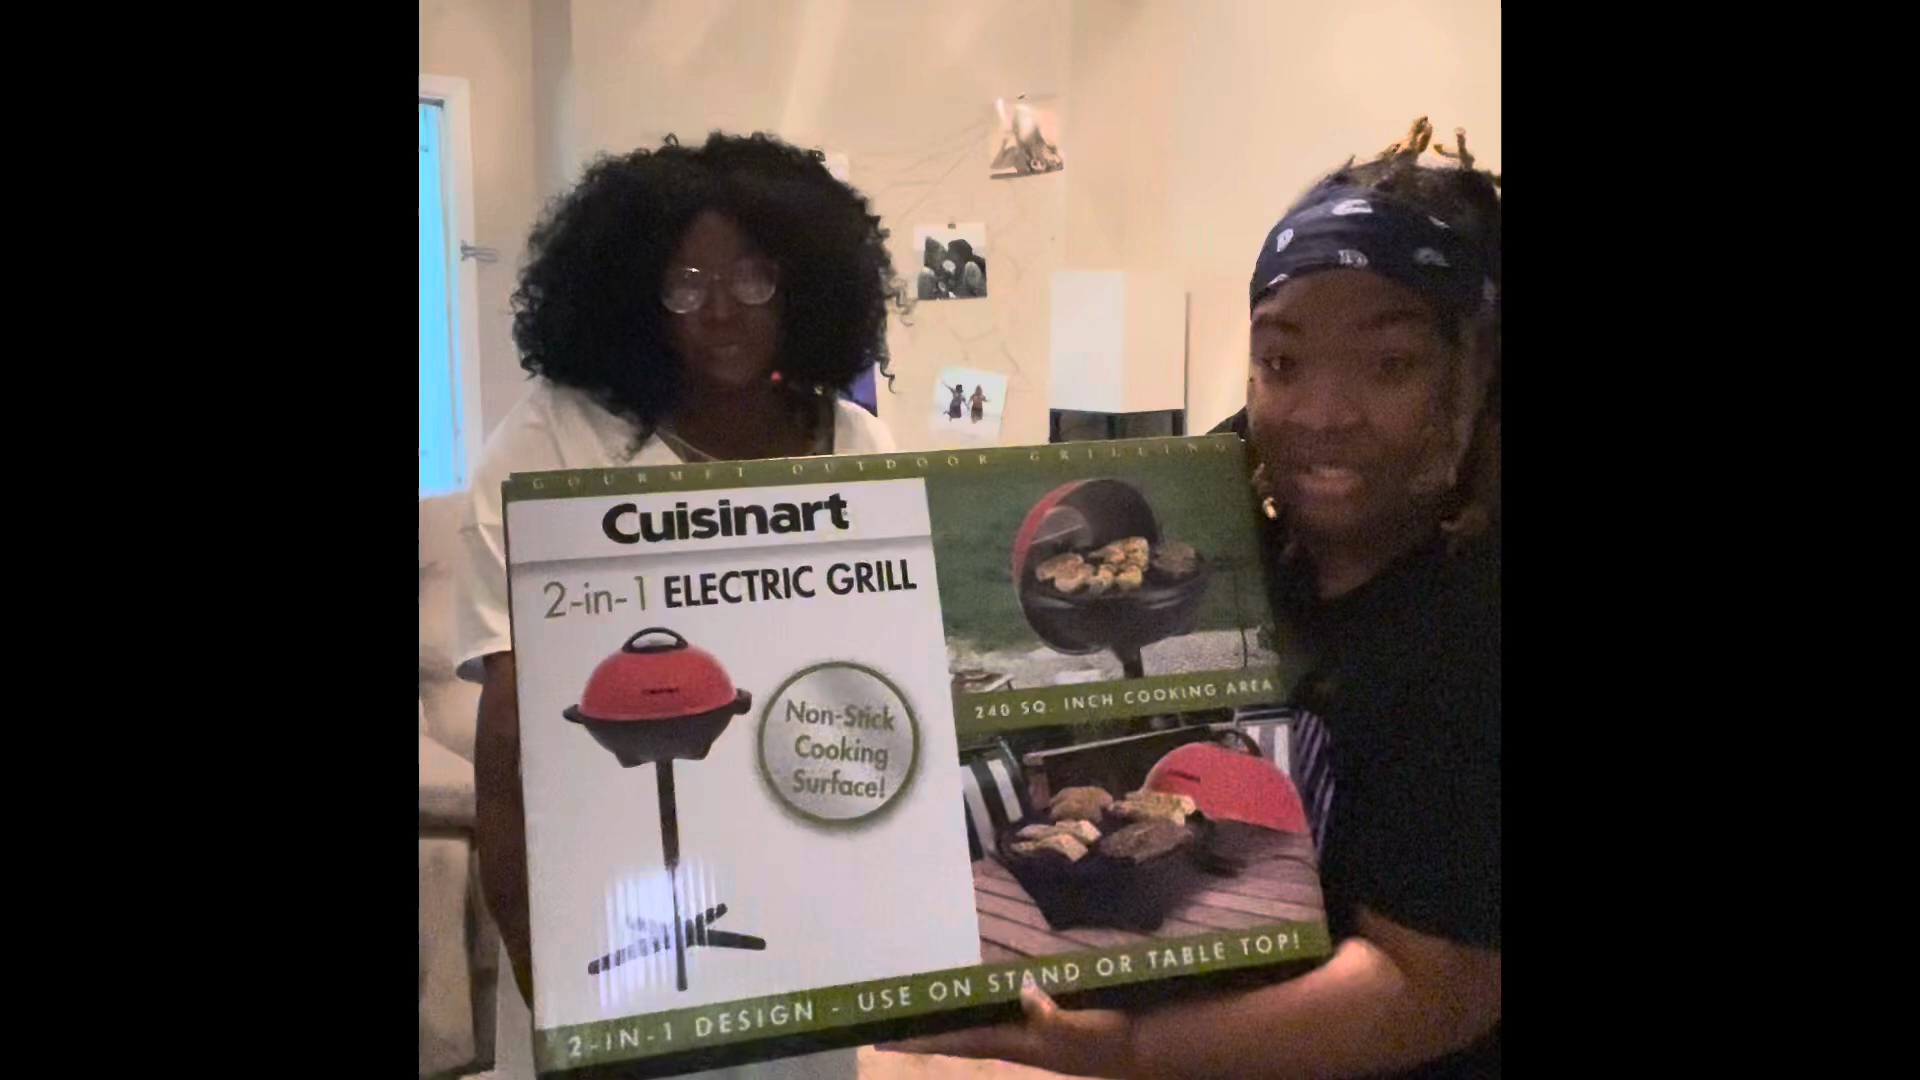 GOURMET OUTDOOR GRILLING
Cuisinart
2-in-1 ELECTRIC GRILL
Non-Stick
Cooking
Surface!
240 SQ. INCH COOKING AREA
2-IN-1 DESIGN - USE ON STAND OR TABLE TOP!